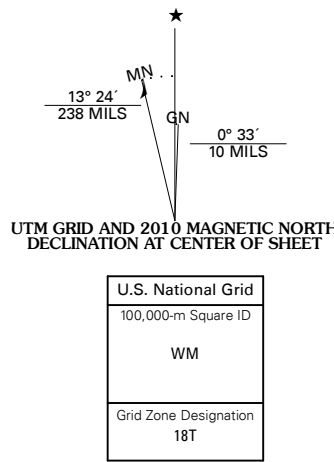 ★
MN
GN
13° 24´
238 MILS
0° 33´
10 MILS
UTM GRID AND 2010 MAGNETIC NORTH
DECLINATION AT CENTER OF SHEET
U.S. National Grid
100,000-m Square ID
WM
Grid Zone Designation
18T